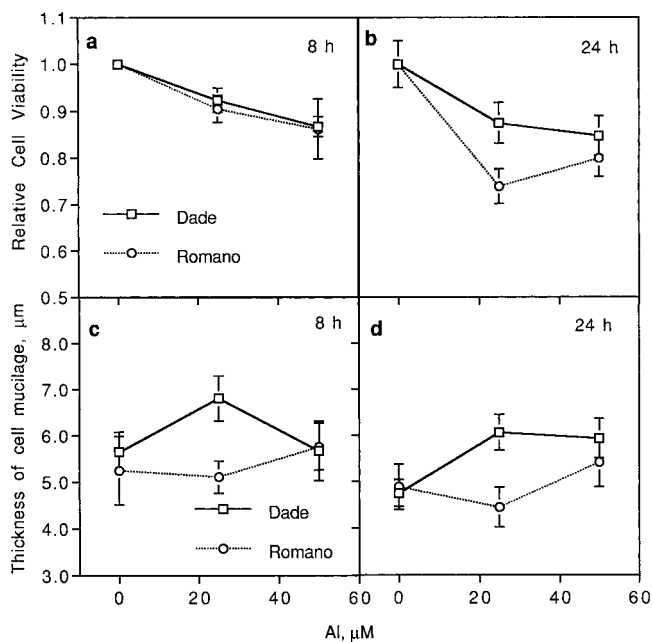 1.1
a
8 h
b
24 h
1.0
0.9
0.8
0.7
0.6
0.5
Relative Cell Viability
Dade
Romano
c
8 h
d
24 h
7.0
6.0
5.0
4.0
3.0
Thickness of cell mucilage, μm
Dade
Romano
0 20 40 60 0 20 40 60
Al, μM